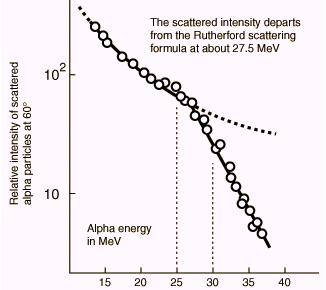 The scattered intensity departs
from the Rutherford scattering
formula at about 27.5 MeV
10²
10
Relative intensity of scattered
alpha particles at 60°
Alpha energy
in MeV
15 20 25 30 35 40